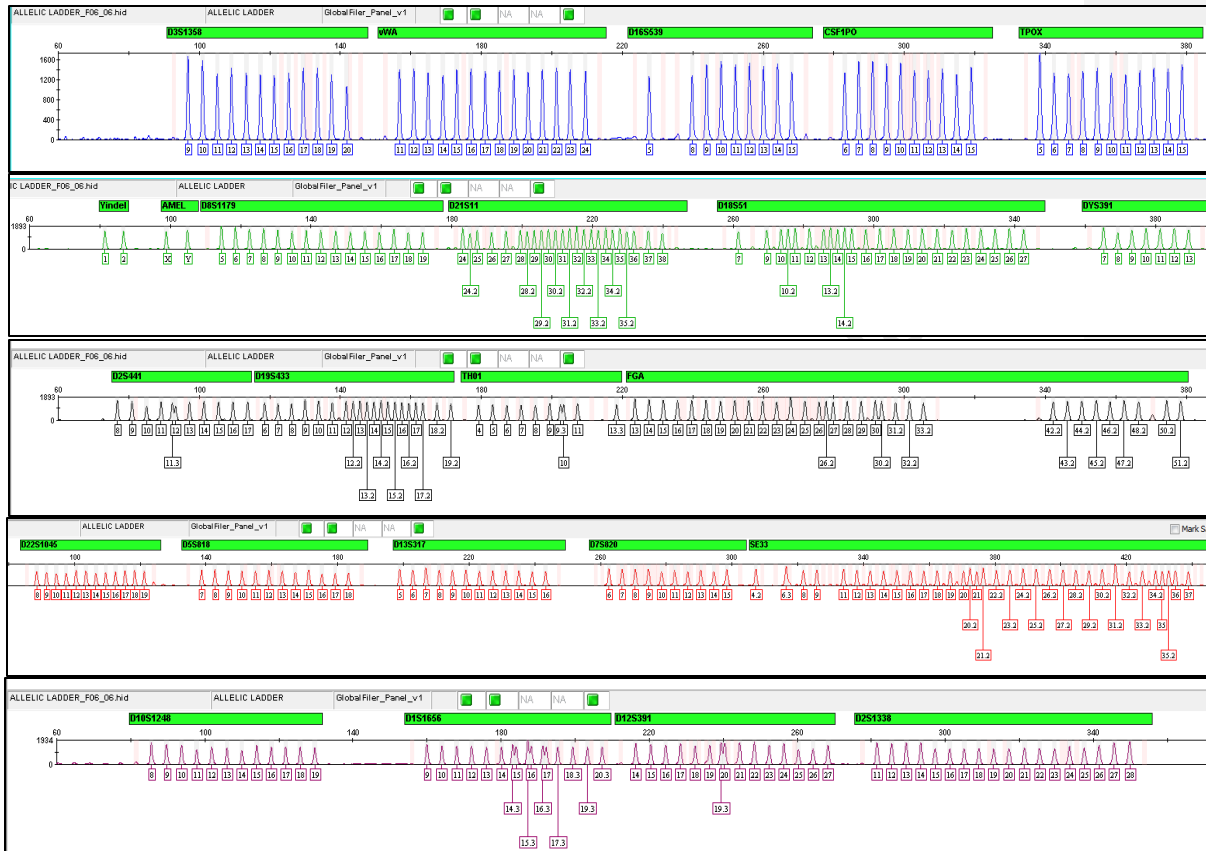 ALLELIC LADDER_F06_06.hid ALLELIC LADDER GlobalFiler_Panel_v1 NA NA
D3S1358 vWA D16S539 CSF1PO TPOX
60 100 140 180 220 260 300 340 380
1600
1200
800
400
0
9 10 11 12 13 14 15 16 17 18 19 20 11 12 13 14 15 16 17 18 19 20 21 22 23 24 5 8 9 10 11 12 13 14 15 6 7 8 9 10 11 12 13 14 15 5 6 7 8 9 10 11 12 13 14 15
IC LADDER_F06_06.hid ALLELIC LADDER GlobalFiler_Panel_v1 NA NA
Yindel AMEL D8S1179 D21S11 D18S51 DYS391
60 100 140 180 220 260 300 340 380
1893
0
1 2 X Y 5 6 7 8 9 10 11 12 13 14 15 16 17 18 19 24 25 26 27 28 29 30 31 32 33 34 35 36 37 38 7 9 10 11 12 13 14 15 16 17 18 19 20 21 22 23 24 25 26 27 7 8 9 10 11 12 13
24.2 28.2 30.2 32.2 34.2 10.2 13.2
29.2 31.2 33.2 35.2 14.2
ALLELIC LADDER_F06_06.hid ALLELIC LADDER GlobalFiler_Panel_v1 NA NA
D2S441 D19S433 TH01 FGA
60 100 140 180 220 260 300 340 380
1893
0
8 9 10 11 12 13 14 15 16 17 6 7 8 9 10 11 12 13 14 15 16 17 18.2 4 5 6 7 8 9 9.3 11 13.3 13 14 15 16 17 18 19 20 21 22 23 24 25 26 27 28 29 30 31.2 33.2 42.2 44.2 46.2 48.2 50.2
11.3 12.2 14.2 16.2 19.2 10 26.2 30.2 32.2 43.2 45.2 47.2 51.2
13.2 15.2 17.2
ALLELIC LADDER GlobalFiler_Panel_v1 NA NA Mark
D22S1045 D5S818 D13S317 D7S820 SE33
100 140 180 220 260 300 340 380 420
8 9 10 11 12 13 14 15 16 17 18 19 7 8 9 10 11 12 13 14 15 16 17 18 5 6 7 8 9 10 11 12 13 14 15 16 6 7 8 9 10 11 12 13 14 15 4.2 6.3 8 9 11 12 13 14 15 16 17 18 19 20 21 22.2 24.2 26.2 28.2 30.2 32.2 34.2 36 37
20.2 23.2 25.2 27.2 29.2 31.2 33.2 35
21.2 35.2
ALLELIC LADDER_F06_06.hid ALLELIC LADDER GlobalFiler_Panel_v1 NA NA
D10S1248 D1S1656 D12S391 D2S1338
60 100 140 180 220 260 300 340
1934
0
8 9 10 11 12 13 14 15 16 17 18 19 9 10 11 12 13 14 15 16 17 18.3 20.3 14 15 16 17 18 19 20 21 22 23 24 25 26 27 11 12 13 14 15 16 17 18 19 20 21 22 23 24 25 26 27 28
14.3 16.3 19.3 19.3
15.3 17.3